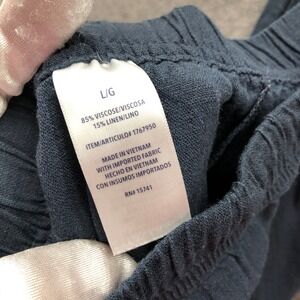 L/G
85% VISCOSE/VISCOSA
15% LINEN/LINO
ITEM/ARTICULO# 1767950
MADE IN VIETNAM
WITH IMPORTED FABRIC
HECHO EN VIETNAM
CON INSUMOS IMPORTADOS
RN# 15741